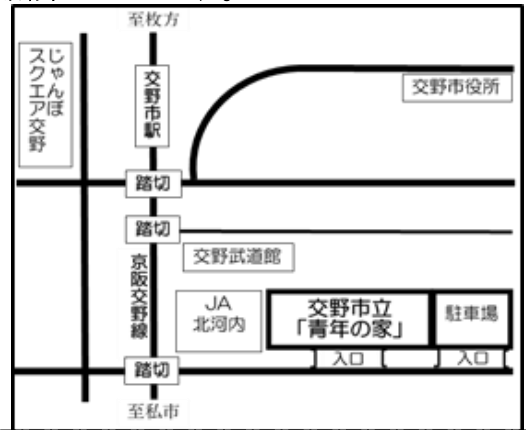 至枚方
じゃんぼ
スクエア交野
交野市駅
交野市役所
踏切
踏切
交野武道館
京阪交野線
JA
北河内
交野市立
「青年の家」
駐車場
入口
入口
踏切
至私市